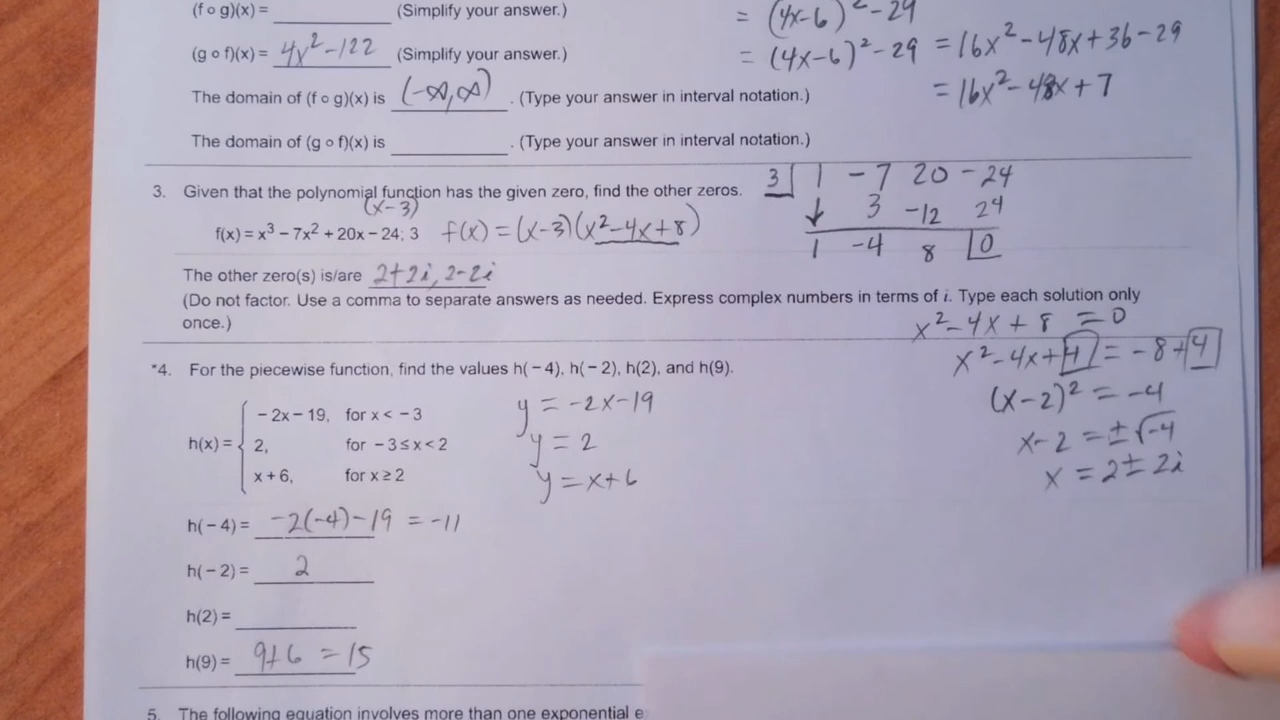 (f o g)(x) = (Simplify your answer.) = (4x-6)² - 29
(g o f)(x) = 4x² - 122 (Simplify your answer.) = (4x-6)² - 29 = 16x² - 48x + 36 - 29
The domain of (f o g)(x) is (-∞, ∞) . (Type your answer in interval notation.) = 16x² - 48x + 7
The domain of (g o f)(x) is . (Type your answer in interval notation.)
3. Given that the polynomial function has the given zero, find the other zeros. 3 | 1 -7 20 -24
(x-3) ↓ 3 -12 24
f(x) = x³ - 7x² + 20x - 24; 3 f(x) = (x-3)(x² - 4x + 8) 1 -4 8 |0
The other zero(s) is/are 2+2i, 2-2i
(Do not factor. Use a comma to separate answers as needed. Express complex numbers in terms of i. Type each solution only
once.)
x² - 4x + 8 = 0
x² - 4x + 4 = -8 + 4
(x-2)² = -4
x - 2 = ±√-4
x = 2 ± 2i
*4. For the piecewise function, find the values h(-4), h(-2), h(2), and h(9).
-2x - 19, for x < -3 y = -2x - 19
h(x) = { 2, for -3 ≤ x < 2 y = 2
x + 6, for x ≥ 2 y = x + 6
h(-4) = -2(-4) - 19 = -11
h(-2) = 2
h(2) =
h(9) = 9+6 = 15
5. The following equation involves more than one exponential e